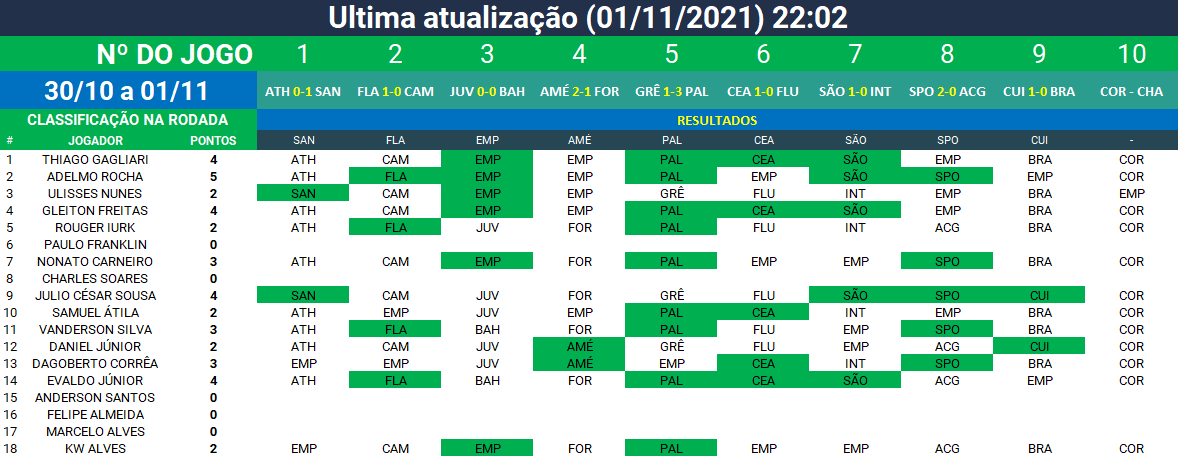 Ultima atualização (01/11/2021) 22:02
Nº DO JOGO 1 2 3 4 5 6 7 8 9 10
30/10 a 01/11 ATH 0-1 SAN FLA 1-0 CAM JUV 0-0 BAH AMÉ 2-1 FOR GRÊ 1-3 PAL CEA 1-0 FLU SÃO 1-0 INT SPO 2-0 ACG CUI 1-0 BRA COR - CHA
CLASSIFICAÇÃO NA RODADA RESULTADOS
# JOGADOR PONTOS SAN FLA EMP AMÉ PAL CEA SÃO SPO CUI -
1 THIAGO GAGLIARI 4 ATH CAM EMP EMP PAL CEA SÃO EMP BRA COR
2 ADELMO ROCHA 5 ATH FLA EMP EMP PAL EMP SÃO SPO EMP COR
3 ULISSES NUNES 2 SAN CAM EMP EMP GRÊ FLU INT EMP BRA EMP
4 GLEITON FREITAS 4 ATH CAM EMP EMP PAL CEA SÃO EMP BRA COR
5 ROUGER IURK 2 ATH FLA JUV FOR PAL FLU INT ACG BRA COR
6 PAULO FRANKLIN 0
7 NONATO CARNEIRO 3 ATH CAM EMP FOR PAL EMP EMP SPO BRA COR
8 CHARLES SOARES 0
9 JULIO CÉSAR SOUSA 4 SAN CAM JUV FOR GRÊ FLU SÃO SPO CUI COR
10 SAMUEL ÁTILA 2 ATH EMP JUV FOR PAL CEA INT EMP BRA COR
11 VANDERSON SILVA 3 ATH FLA BAH FOR PAL FLU EMP SPO BRA COR
12 DANIEL JÚNIOR 2 ATH CAM JUV AMÉ GRÊ FLU EMP ACG CUI COR
13 DAGOBERTO CORRÊA 3 EMP EMP JUV AMÉ EMP CEA INT SPO BRA COR
14 EVALDO JÚNIOR 4 ATH FLA BAH FOR PAL CEA SÃO ACG EMP COR
15 ANDERSON SANTOS 0
16 FELIPE ALMEIDA 0
17 MARCELO ALVES 0
18 KW ALVES 2 EMP CAM EMP FOR PAL EMP EMP ACG BRA COR